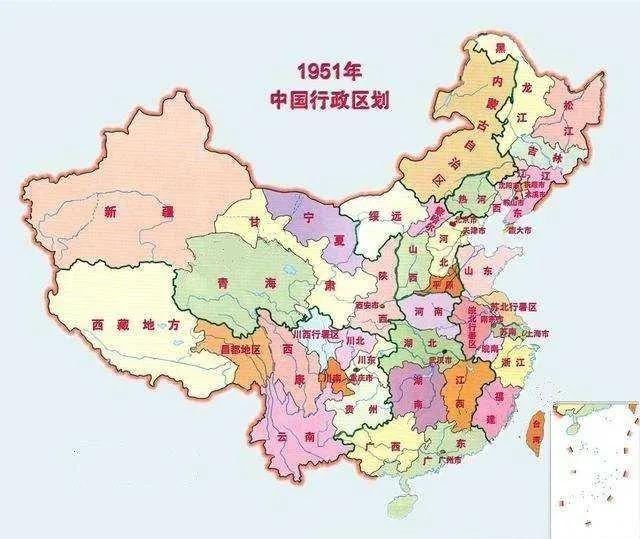 1951年
中国行政区划
黑龙江
松江
内蒙古自治区
吉林
辽西
辽东
沈阳市
抚顺市
本溪市
鞍山市
旅大市
热河
察哈尔
北京市
天津市
新疆
甘肃
宁夏
绥远
山西
河北
山东
平原
青海
陕西
西安市
河南
苏北行署区
皖北行署区
南京市
苏南
上海市
皖南
浙江
西藏地方
昌都地区
西康
川西行署区
川北
川东
川南
重庆市
湖北
武汉市
湖南
江西
福建
贵州
云南
广西
广东
广州市
台湾